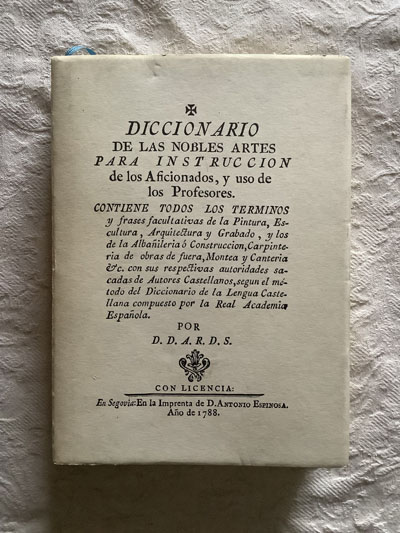 DICCIONARIO
DE LAS NOBLES ARTES
PARA INSTRUCCION
de los Aficionados, y uso de
los Profesores.
CONTIENE TODOS LOS TERMINOS
y frases facultativas de la Pintura, Es-
cultura, Arquitectura y Grabado, y los
de la Albañileria ó Construccion, Carpinte-
ria de obras de fuera, Montea y Canteria
&c. con sus respectivas autoridades sa-
cadas de Autores Castellanos, segun el mé-
todo del Diccionario de la Lengua Caste-
llana compuesto por la Real Academia
Española.
POR
D. D. A. R. D. S.
CON LICENCIA:
En Segovia: En la Imprenta de D. ANTONIO ESPINOSA.
Año de 1788.